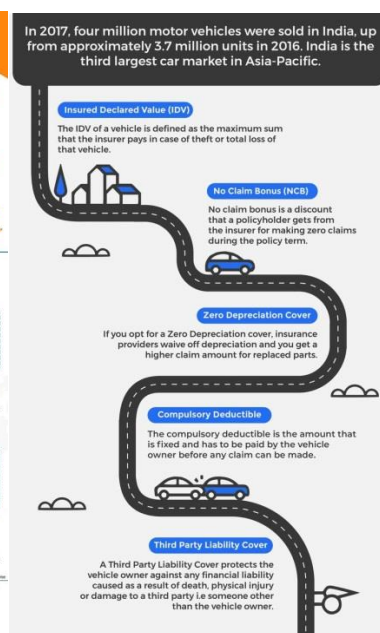 In 2017, four million motor vehicles were sold in India, up
from approximately 3.7 million units in 2016. India is the
third largest car market in Asia-Pacific.
Insured Declared Value (IDV)
The IDV of a vehicle is defined as the maximum sum
that the insurer pays in case of theft or total loss of
that vehicle.
No Claim Bonus (NCB)
No claim bonus is a discount
that a policyholder gets from
the insurer for making zero claims
during the policy term.
Zero Depreciation Cover
If you opt for a Zero Depreciation cover, insurance
providers waive off depreciation and you get a
higher claim amount for replaced parts.
Compulsory Deductible
The compulsory deductible is the amount that
is fixed and has to be paid by the vehicle
owner before any claim can be made.
Third Party Liability Cover
A Third Party Liability Cover protects the
vehicle owner against any financial liability
caused as a result of death, physical injury
or damage to a third party i.e someone other
than the vehicle owner.